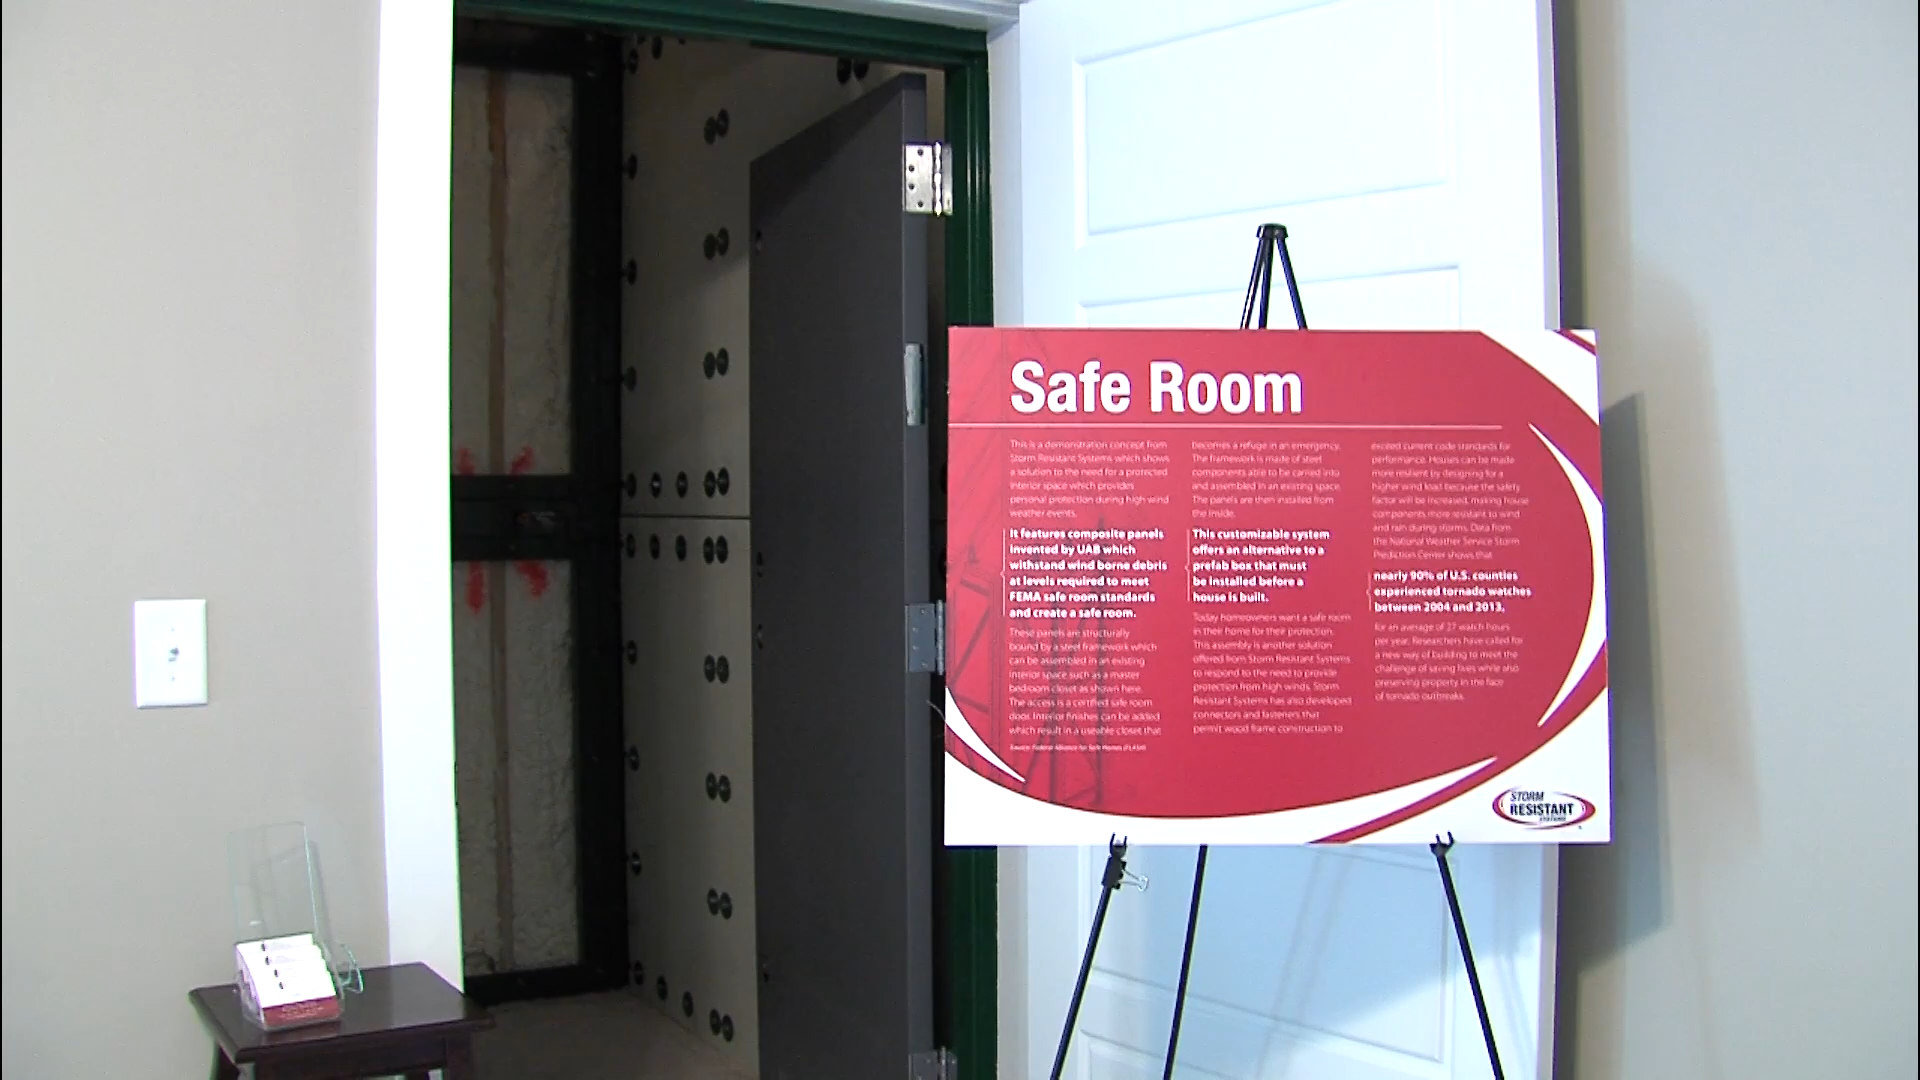 Safe Room
This is a demonstration concept from
Storm Resistant Systems which shows
a solution to the need for a protected
interior space which provides
personal protection during high wind
weather events.
It features composite panels
invented by UAB which
withstand wind borne debris
at levels required to meet
FEMA safe room standards
and create a safe room.
These panels are structurally
bound by a steel framework which
can be assembled in an existing
interior space such as a master
bedroom closet as shown here.
The access is a certified safe room
door. Interior finishes can be added
which result in a useable closet that
Source: Federal Alliance for Safe Homes (FLASH)
becomes a refuge in an emergency.
The framework is made of steel
components able to be carried into
and assembled in an existing space.
The panels are then installed from
the inside.
This customizable system
offers an alternative to a
prefab box that must
be installed before a
house is built.
Today homeowners want a safe room
in their home for their protection.
This assembly is another solution
offered from Storm Resistant Systems
to respond to the need to provide
protection from high winds. Storm
Resistant Systems has also developed
connectors and fasteners that
permit wood frame construction to
exceed current code standards for
performance. Houses can be made
more resilient by designing for a
higher wind load because the safety
factor will be increased, making house
components more resistant to wind
and rain during storms. Data from
the National Weather Service Storm
Prediction Center shows that
nearly 90% of U.S. counties
experienced tornado watches
between 2004 and 2013,
for an average of 27 watch hours
per year. Researchers have called for
a new way of building to meet the
challenge of saving lives while also
preserving property in the face
of tornado outbreaks.
STORM
RESISTANT
SYSTEMS